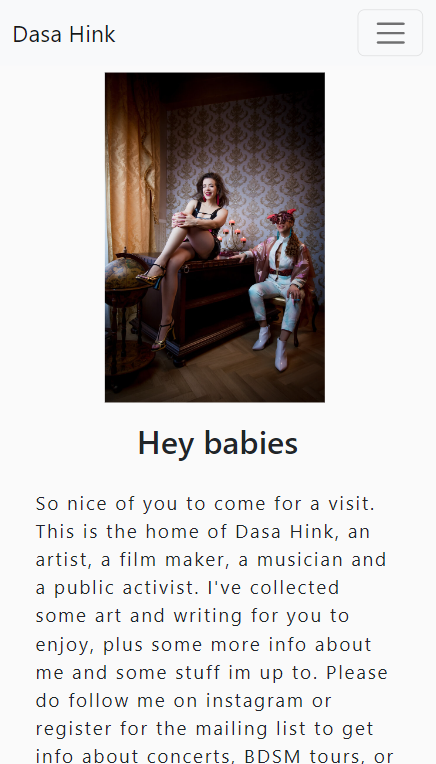 Dasa Hink
Hey babies
So nice of you to come for a visit.
This is the home of Dasa Hink, an
artist, a film maker, a musician and
a public activist. I've collected
some art and writing for you to
enjoy, plus some more info about
me and some stuff im up to. Please
do follow me on instagram or
register for the mailing list to get
info about concerts, BDSM tours, or